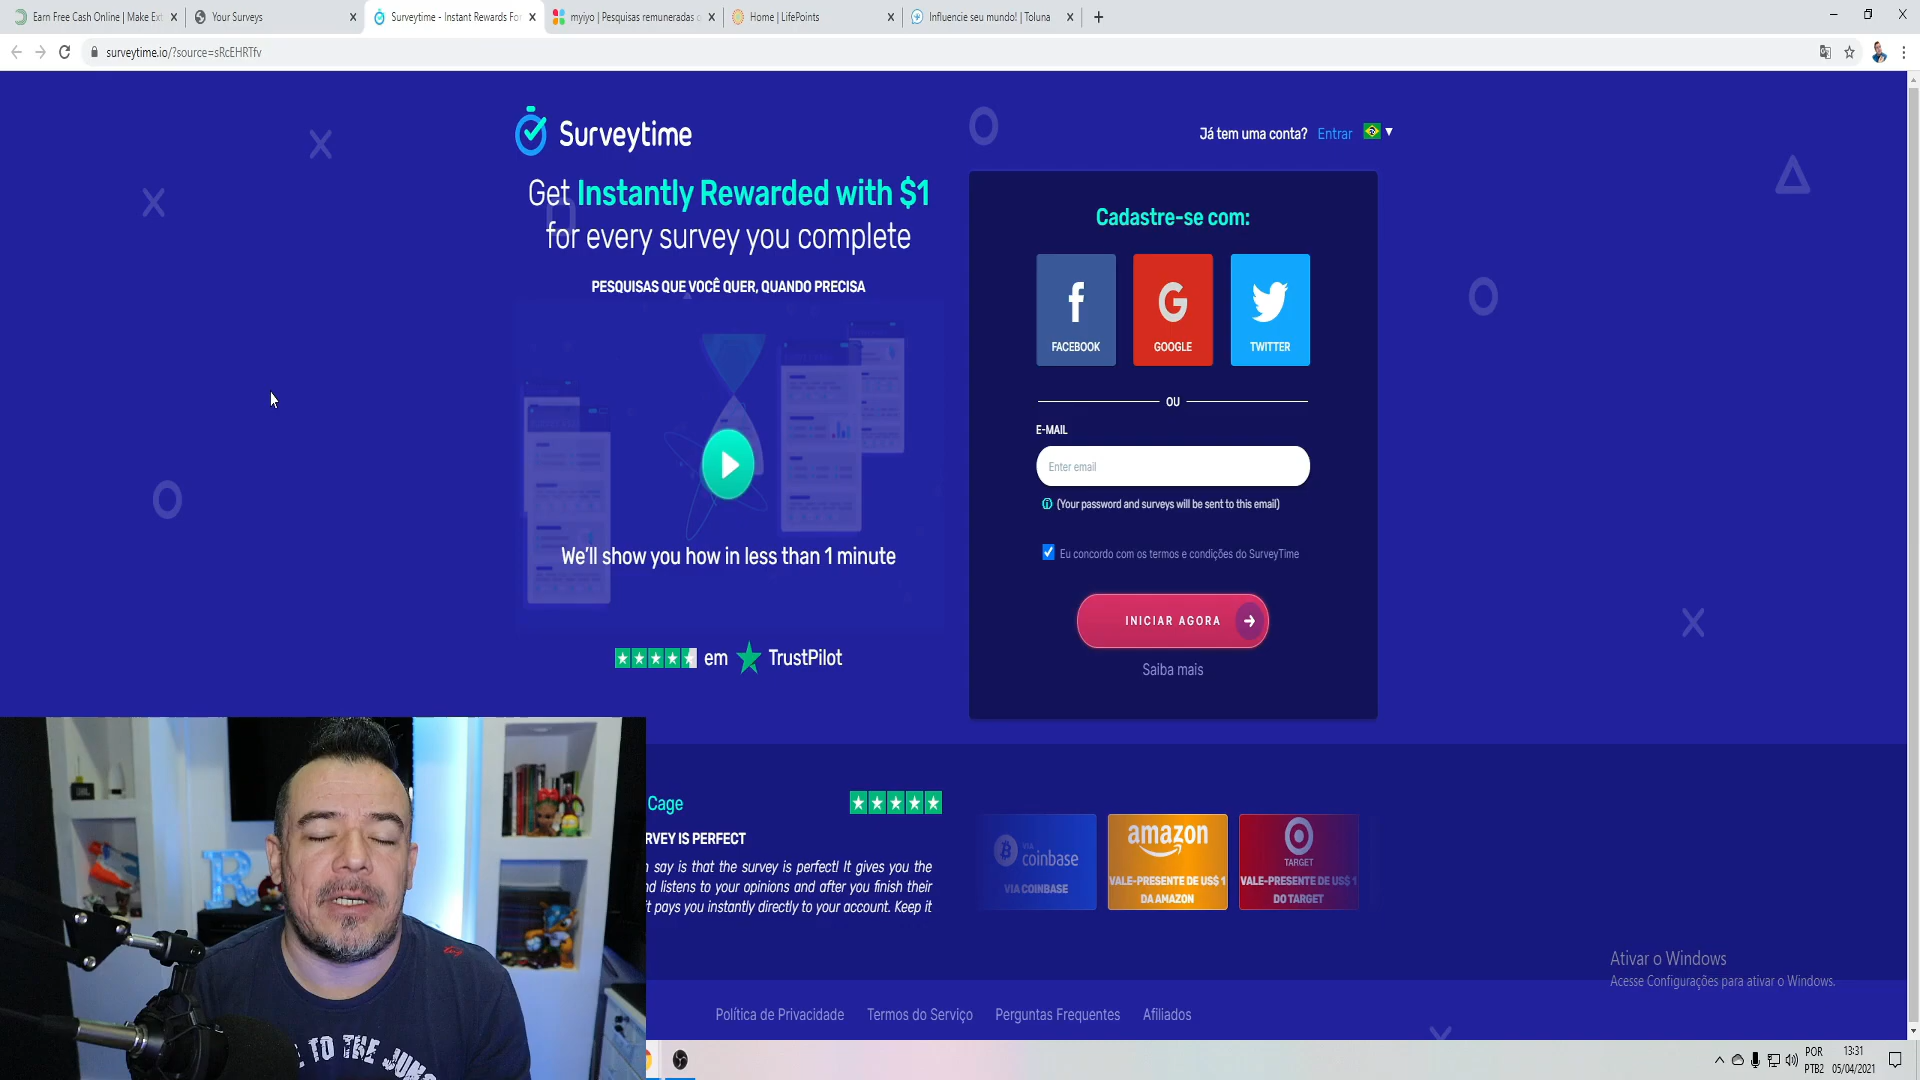 Earn Free Cash Online | Make Ex
Your Surveys
Surveytime - Instant Rewards For
myiyo | Pesquisas remuneradas
Home | LifePoints
Influencie seu mundo! | Toluna
surveytime.io/?source=sRcEHRTfv
Surveytime
Já tem uma conta? Entrar
Get Instantly Rewarded with $1
for every survey you complete
PESQUISAS QUE VOCÊ QUER, QUANDO PRECISA
We'll show you how in less than 1 minute
em TrustPilot
Cadastre-se com:
FACEBOOK
GOOGLE
TWITTER
OU
E-MAIL
Enter email
(Your password and surveys will be sent to this email)
Eu concordo com os termos e condições do SurveyTime
INICIAR AGORA
Saiba mais
Cage
RVEY IS PERFECT
say is that the survey is perfect! It gives you the
nd listens to your opinions and after you finish their
it pays you instantly directly to your account. Keep it
VIA
coinbase
VIA COINBASE
amazon
VALE-PRESENTE DE US$ 1
DA AMAZON
TARGET
VALE-PRESENTE DE US$ 1
DO TARGET
R
TO THE
Ativar o Windows
Acesse Configurações para ativar o Windows.
Política de Privacidade
Termos do Serviço
Perguntas Frequentes
Afiliados
POR
PTB2
13:31
05/04/2021